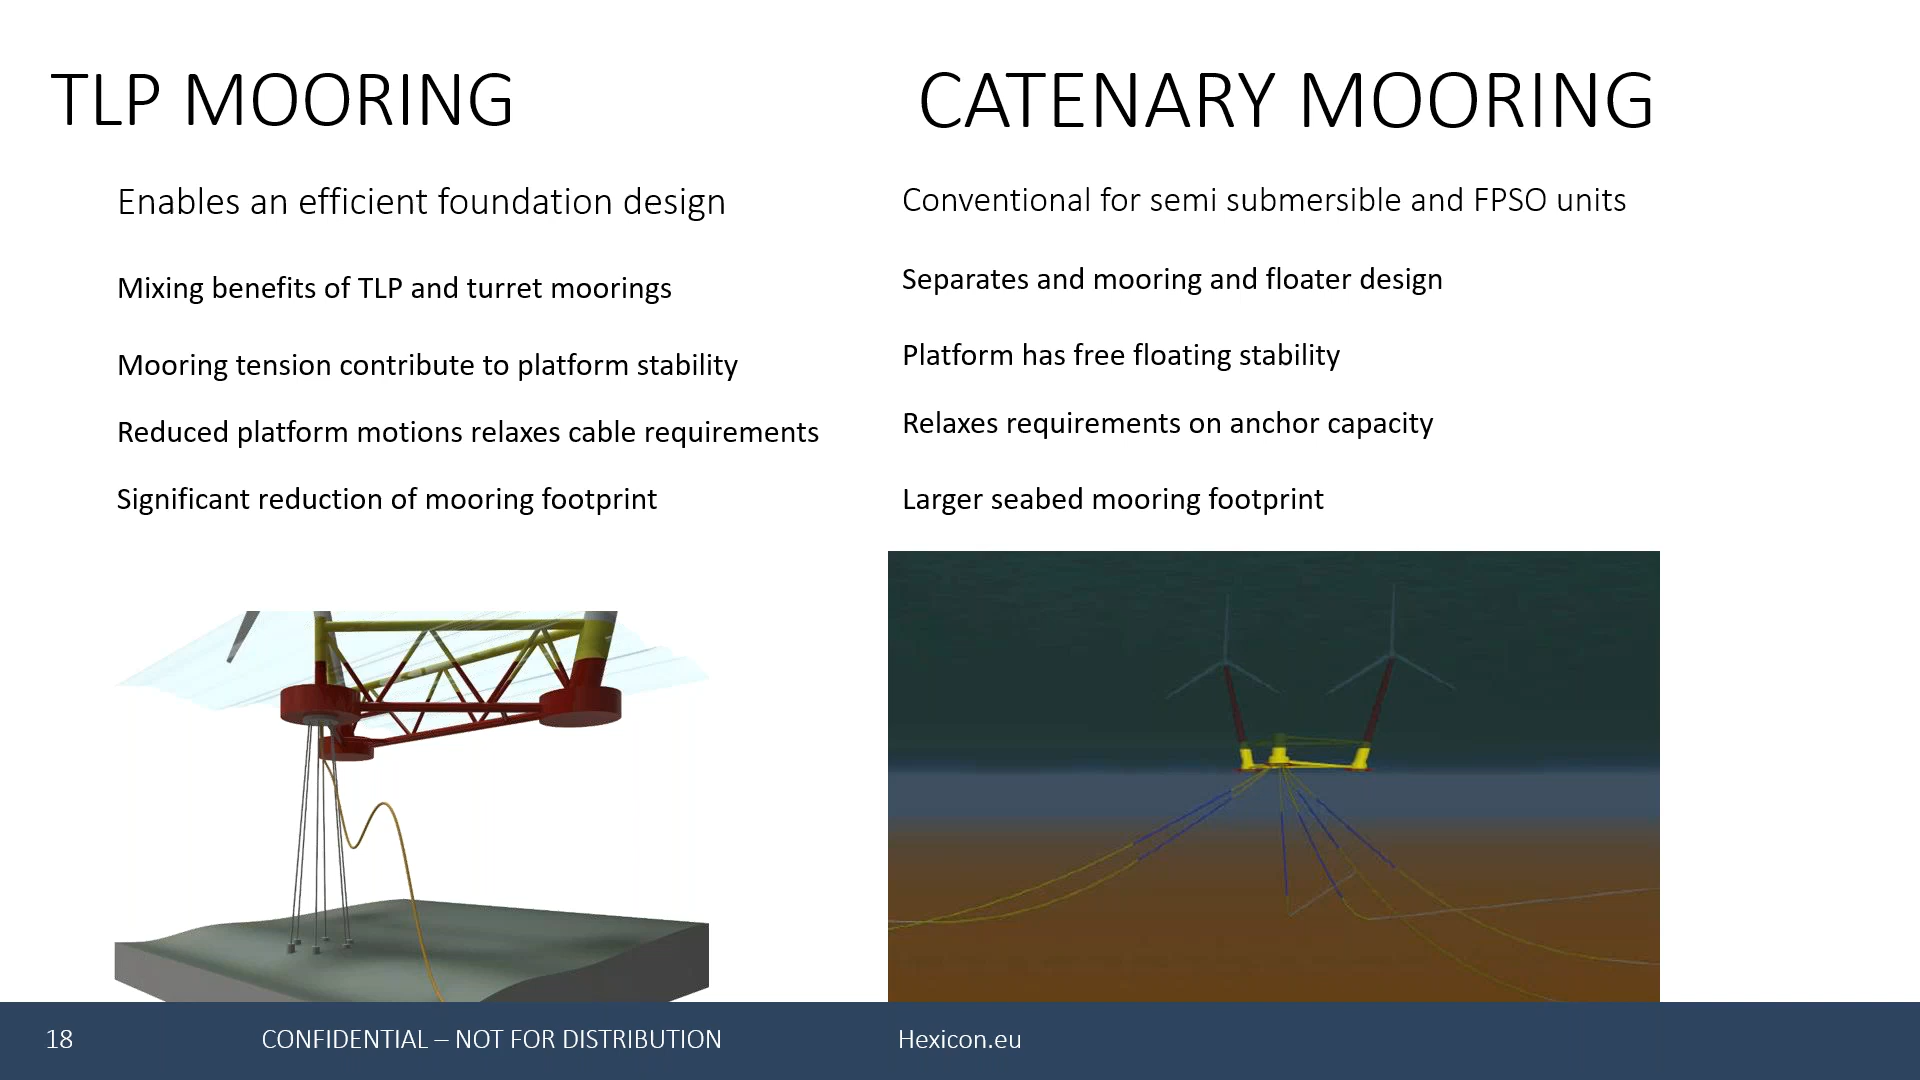 TLP MOORING
Enables an efficient foundation design
Mixing benefits of TLP and turret moorings
Mooring tension contribute to platform stability
Reduced platform motions relaxes cable requirements
Significant reduction of mooring footprint
CATENARY MOORING
Conventional for semi submersible and FPSO units
Separates and mooring and floater design
Platform has free floating stability
Relaxes requirements on anchor capacity
Larger seabed mooring footprint
18
CONFIDENTIAL – NOT FOR DISTRIBUTION
Hexicon.eu